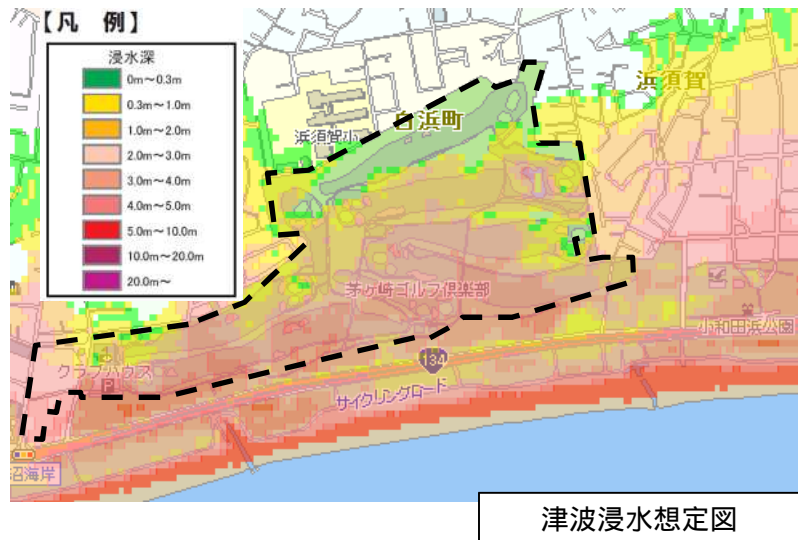 【凡 例】
浸水深
0m～0.3m
0.3m～1.0m
1.0m～2.0m
2.0m～3.0m
3.0m～4.0m
4.0m～5.0m
5.0m～10.0m
10.0m～20.0m
20.0m～
浜須賀
白浜町
浜須賀小
茅ヶ崎ゴルフ倶楽部
小和田浜公園
134
クラブハウス
P
サイクリングロード
沼海岸
津波浸水想定図